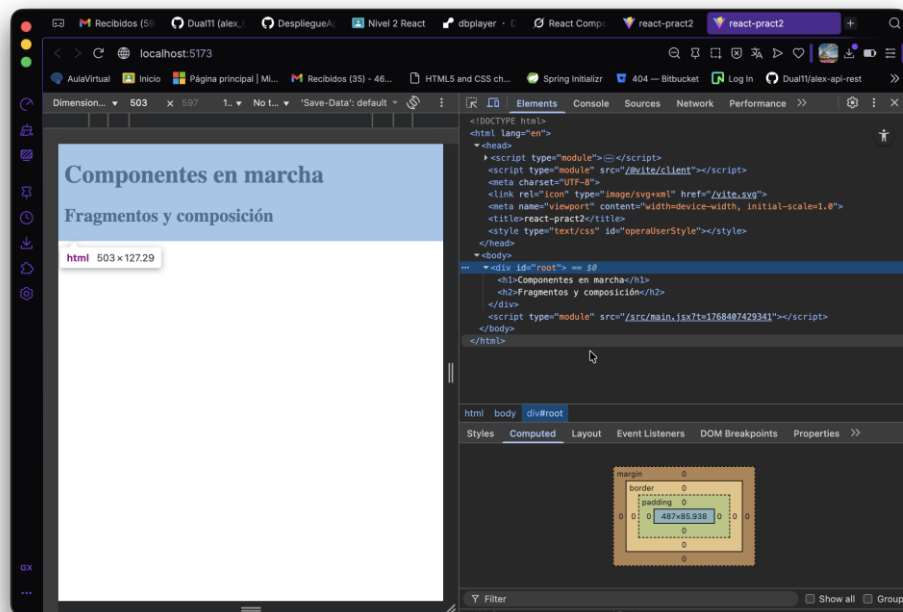 Recibidos (59
Dual11 (alex_
DespliegueA
Nivel 2 React
dbplayer ·
React Compo
react-pract2
react-pract2
localhost:5173
AulaVirtual
Inicio
Página principal | Mi...
Recibidos (35) - 46...
HTML5 and CSS ch...
Spring Initializr
404 — Bitbucket
Log In
Dual11/alex-api-rest
Dimension...
503
x
597
1..
No t...
'Save-Data': default
Elements
Console
Sources
Network
Performance
<!DOCTYPE html>
<html lang="en">
<head>
<script type="module"> </script>
<script type="module" src="/@vite/client"></script>
<meta charset="UTF-8">
<link rel="icon" type="image/svg+xml" href="/vite.svg">
<meta name="viewport" content="width=device-width, initial-scale=1.0">
<title>react-pract2</title>
<style type="text/css" id="operaUserStyle"></style>
</head>
<body>
<div id="root"> == $0
<h1>Componentes en marcha</h1>
<h2>Fragmentos y composición</h2>
</div>
<script type="module" src="/src/main.jsx?t=1768407429341"></script>
</body>
</html>
Componentes en marcha
Fragmentos y composición
html 503 × 127.29
html
body
div#root
Styles
Computed
Layout
Event Listeners
DOM Breakpoints
Properties
margin 0
border 0
padding 0
0 0 0 487×85.938 0 0 0
0
0
0
GX
Filter
Show all
Group